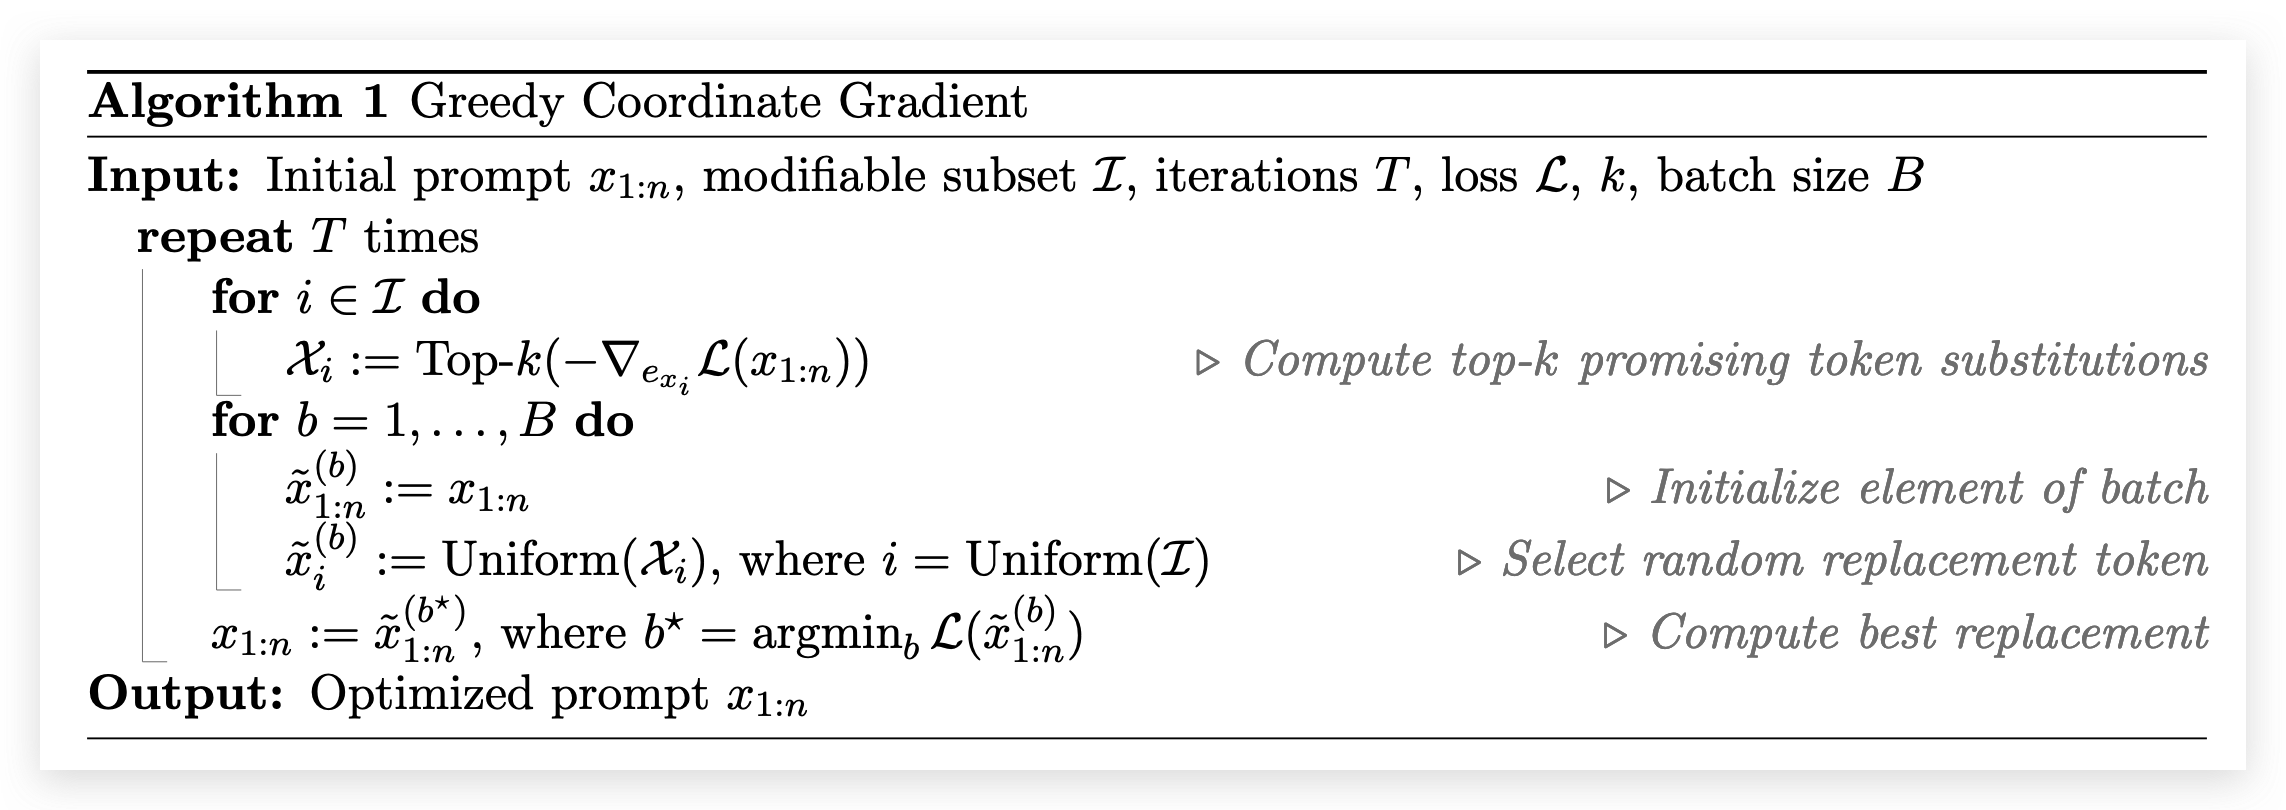 Algorithm 1 Greedy Coordinate Gradient
Input: Initial prompt $x_{1:n}$, modifiable subset $\mathcal{I}$, iterations $T$, loss $\mathcal{L}$, $k$, batch size $B$
repeat $T$ times
for $i \in \mathcal{I}$ do
$\mathcal{X}_i := \text{Top-}k(-\nabla_{e_{x_i}} \mathcal{L}(x_{1:n}))$ ▷ Compute top-k promising token substitutions
for $b = 1, \ldots, B$ do
$\tilde{x}_{1:n}^{(b)} := x_{1:n}$ ▷ Initialize element of batch
$\tilde{x}_i^{(b)} := \text{Uniform}(\mathcal{X}_i)$, where $i = \text{Uniform}(\mathcal{I})$ ▷ Select random replacement token
$x_{1:n} := \tilde{x}_{1:n}^{(b^\star)}$, where $b^\star = \text{argmin}_b \mathcal{L}(\tilde{x}_{1:n}^{(b)})$ ▷ Compute best replacement
Output: Optimized prompt $x_{1:n}$